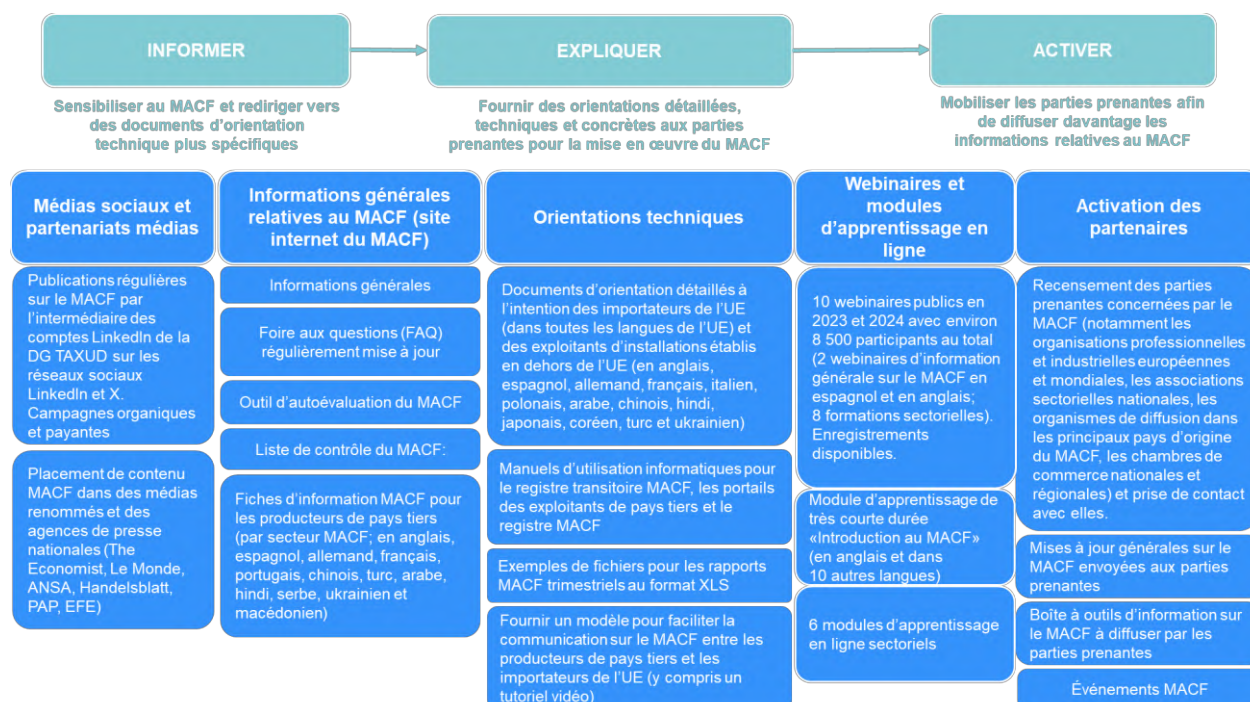 INFORMER
EXPLIQUER
ACTIVER
Sensibiliser au MACF et rediriger vers
des documents d'orientation
technique plus spécifiques
Fournir des orientations détaillées,
techniques et concrètes aux parties
prenantes pour la mise en œuvre du MACF
Mobiliser les parties prenantes afin
de diffuser davantage les
informations relatives au MACF
Médias sociaux et
partenariats médias
Publications régulières
sur le MACF par
l'intermédiaire des
comptes LinkedIn de la
DG TAXUD sur les
réseaux sociaux
LinkedIn et X.
Campagnes organiques
et payantes
Placement de contenu
MACF dans des médias
renommés et des
agences de presse
nationales (The
Economist, Le Monde,
ANSA, Handelsblatt,
PAP, EFE)
Informations générales
relatives au MACF (site
internet du MACF)
Informations générales
Foire aux questions (FAQ)
régulièrement mise à jour
Outil d'autoévaluation du MACF
Liste de contrôle du MACF:
Fiches d'information MACF pour
les producteurs de pays tiers
(par secteur MACF; en anglais,
espagnol, allemand, français,
portugais, chinois, turc, arabe,
hindi, serbe, ukrainien et
macédonien)
Orientations techniques
Documents d'orientation détaillés à
l'intention des importateurs de l'UE
(dans toutes les langues de l'UE) et
des exploitants d'installations établis
en dehors de l'UE (en anglais,
espagnol, allemand, français, italien,
polonais, arabe, chinois, hindi,
japonais, coréen, turc et ukrainien)
Manuels d'utilisation informatiques pour
le registre transitoire MACF, les portails
des exploitants de pays tiers et le
registre MACF
Exemples de fichiers pour les rapports
MACF trimestriels au format XLS
Fournir un modèle pour faciliter la
communication sur le MACF entre les
producteurs de pays tiers et les
importateurs de l'UE (y compris un
tutoriel vidéo)
Webinaires et
modules
d'apprentissage en
ligne
10 webinaires publics en
2023 et 2024 avec environ
8 500 participants au total
(2 webinaires d'information
générale sur le MACF en
espagnol et en anglais;
8 formations sectorielles).
Enregistrements
disponibles.
Module d'apprentissage de
très courte durée
«Introduction au MACF»
(en anglais et dans
10 autres langues)
6 modules d'apprentissage
en ligne sectoriels
Activation des
partenaires
Recensement des parties
prenantes concernées par le
MACF (notamment les
organisations professionnelles
et industrielles européennes
et mondiales, les associations
sectorielles nationales, les
organismes de diffusion dans
les principaux pays d'origine
du MACF, les chambres de
commerce nationales et
régionales) et prise de contact
avec elles.
Mises à jour générales sur le
MACF envoyées aux parties
prenantes
Boîte à outils d'information sur
le MACF à diffuser par les
parties prenantes
Événements MACF